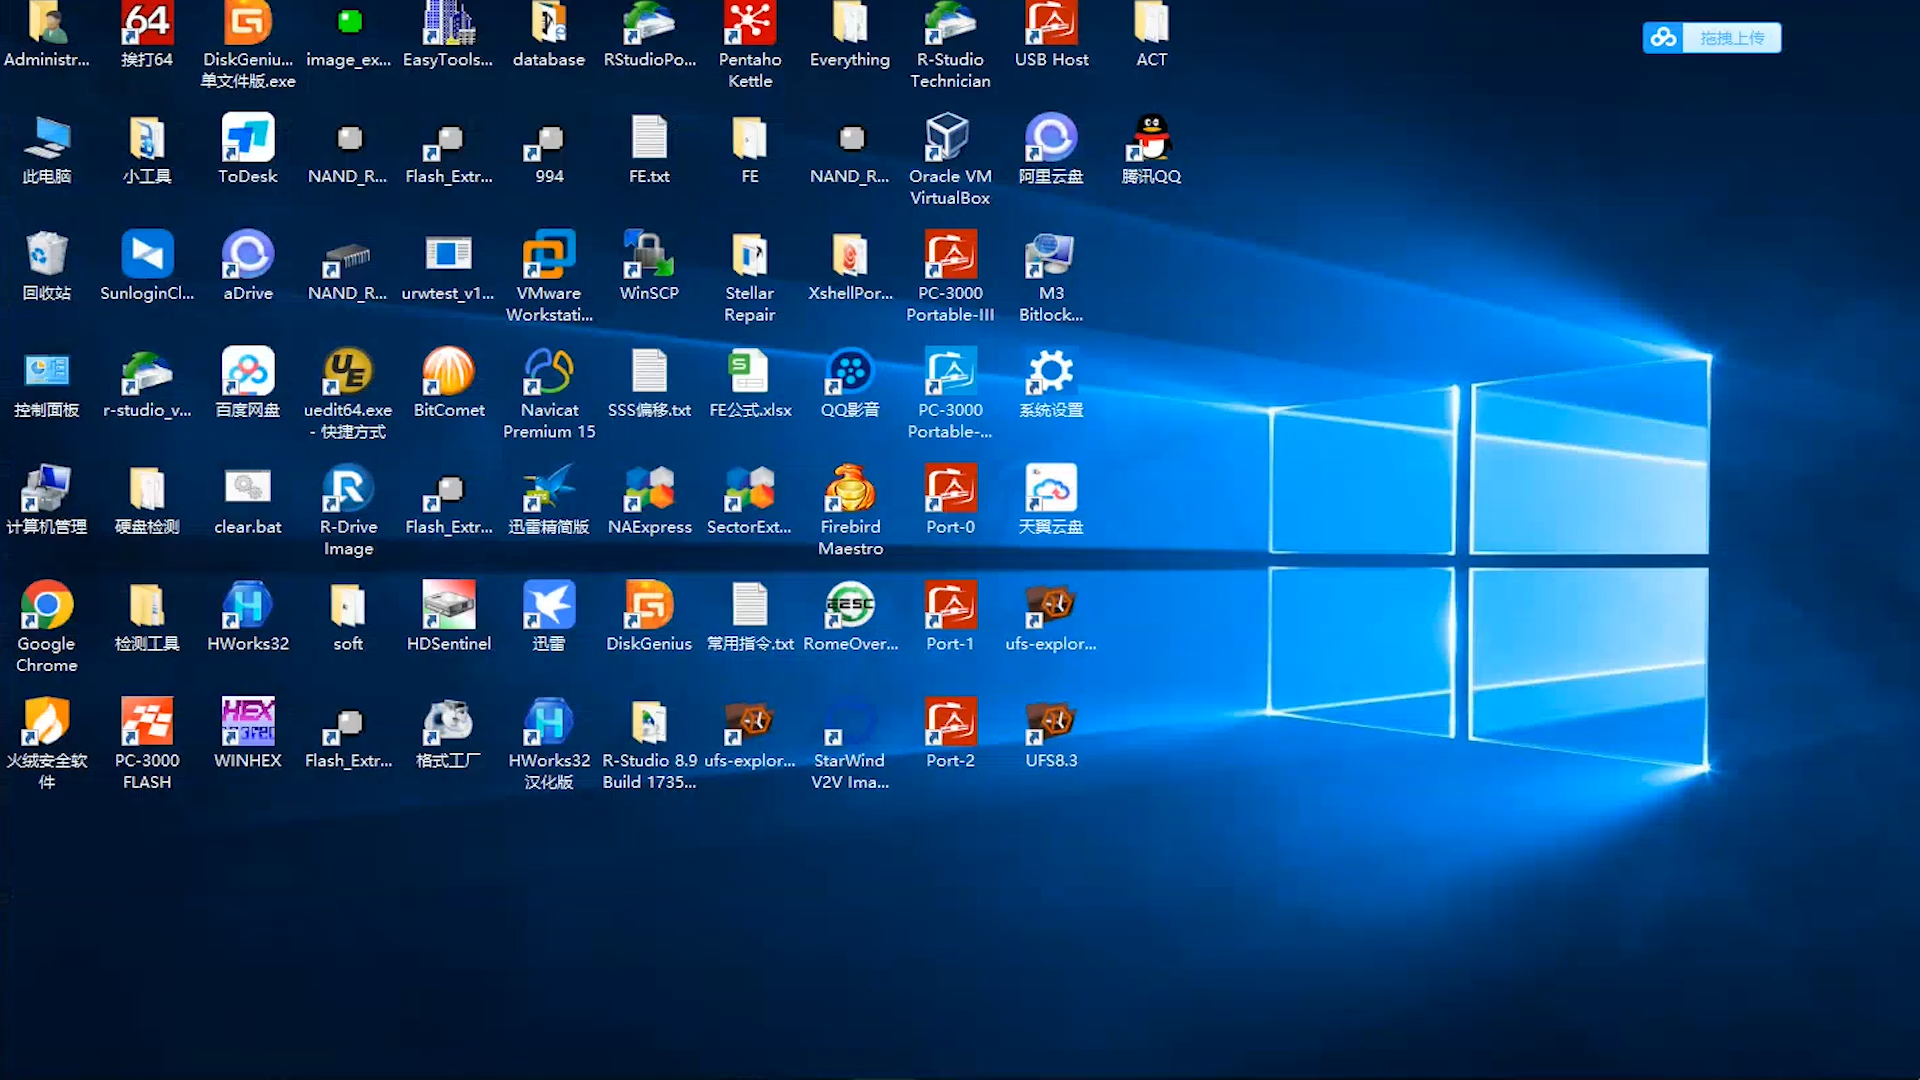 Administr...
挨打64
DiskGeniu...
单文件版.exe
image_ex...
EasyTools...
database
RStudioPo...
Pentaho
Kettle
Everything
R-Studio
Technician
USB Host
ACT
拖拽上传
此电脑
小工具
ToDesk
NAND_R...
Flash_Extr...
994
FE.txt
FE
NAND_R...
Oracle VM
VirtualBox
阿里云盘
腾讯QQ
回收站
SunloginCl...
aDrive
NAND_R...
urwtest_v1...
VMware
Workstati...
WinSCP
Stellar
Repair
XshellPor...
PC-3000
Portable-III
M3
Bitlock...
控制面板
r-studio_v...
百度网盘
uedit64.exe
- 快捷方式
BitComet
Navicat
Premium 15
SSS偏移.txt
FE公式.xlsx
QQ影音
PC-3000
Portable-...
系统设置
计算机管理
硬盘检测
clear.bat
R-Drive
Image
Flash_Extr...
迅雷精简版
NAExpress
SectorExt...
Firebird
Maestro
Port-0
天翼云盘
Google
Chrome
检测工具
HWorks32
soft
HDSentinel
迅雷
DiskGenius
常用指令.txt
RomeOver...
Port-1
ufs-explor...
火绒安全软
件
PC-3000
FLASH
WINHEX
Flash_Extr...
格式工厂
HWorks32
汉化版
R-Studio 8.9
Build 1735...
ufs-explor...
StarWind
V2V Ima...
Port-2
UFS8.3